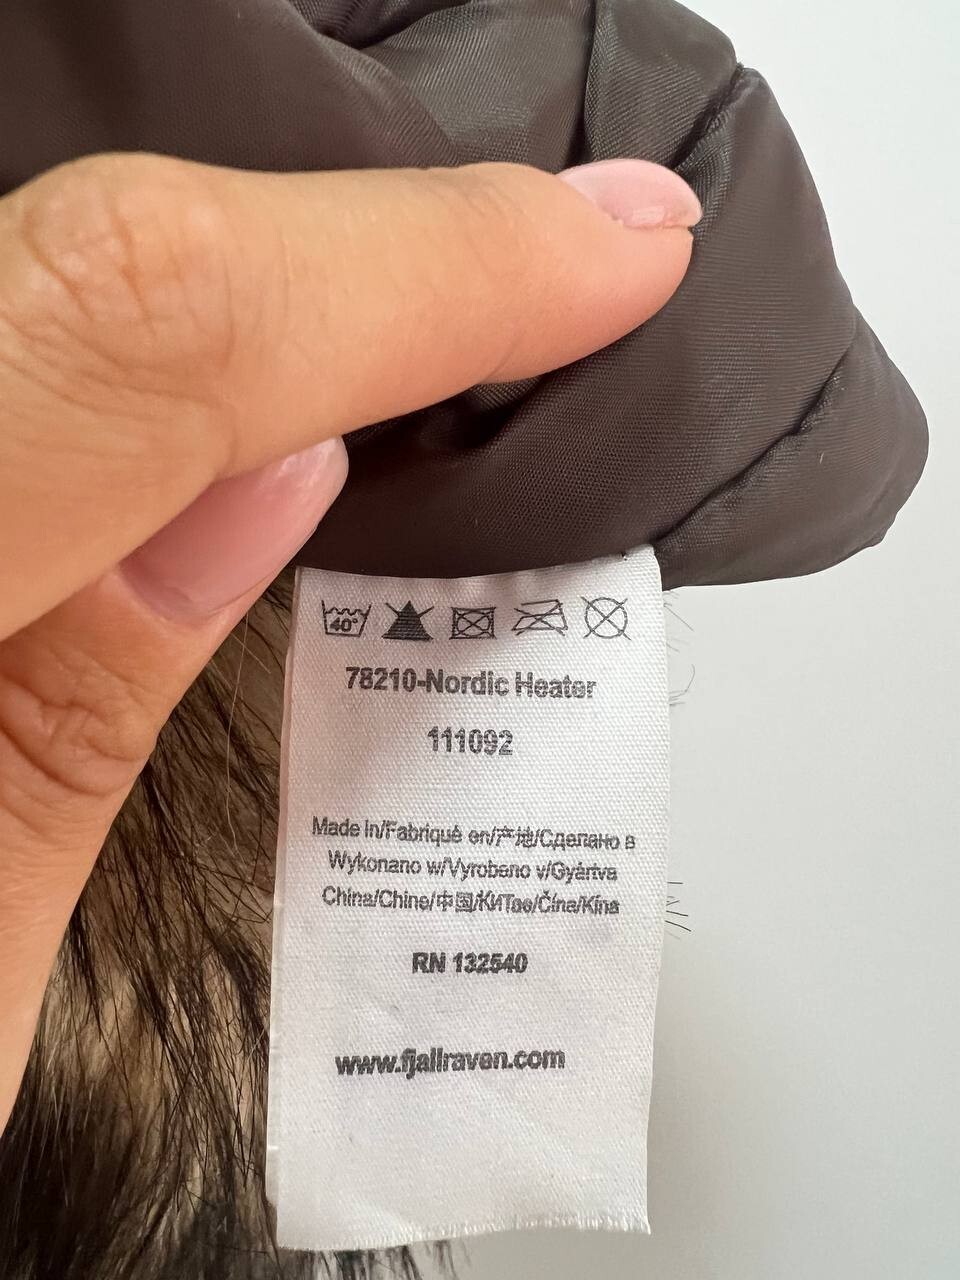 40°
78210-Nordic Heater
111092
Made in/Fabriqué en/产地/Сделано в
Wykonano w/Vyrobeno v/Gyártva
China/Chine/中国/КИТае/Čína/Kína
RN 132540
www.fjallraven.com